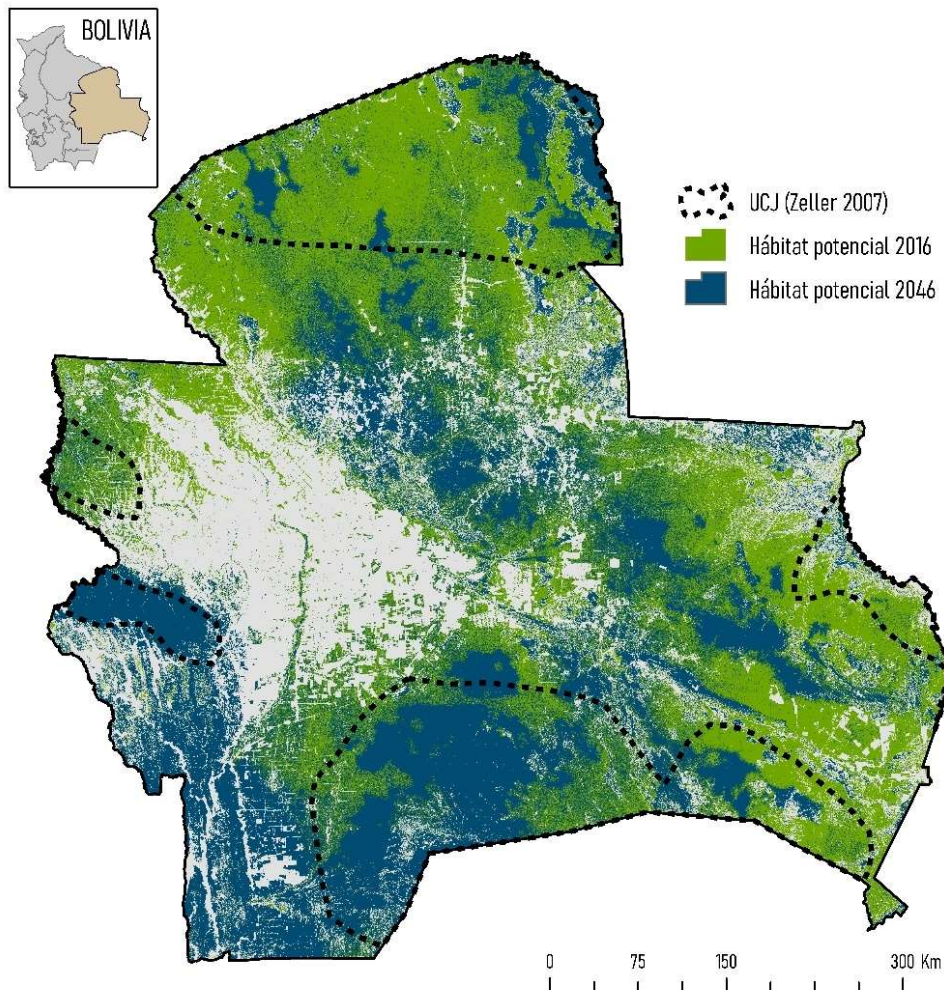 BOLIVIA
UCJ (Zeller 2007)
Hábitat potencial 2016
Hábitat potencial 2046
0 75 150 300 Km